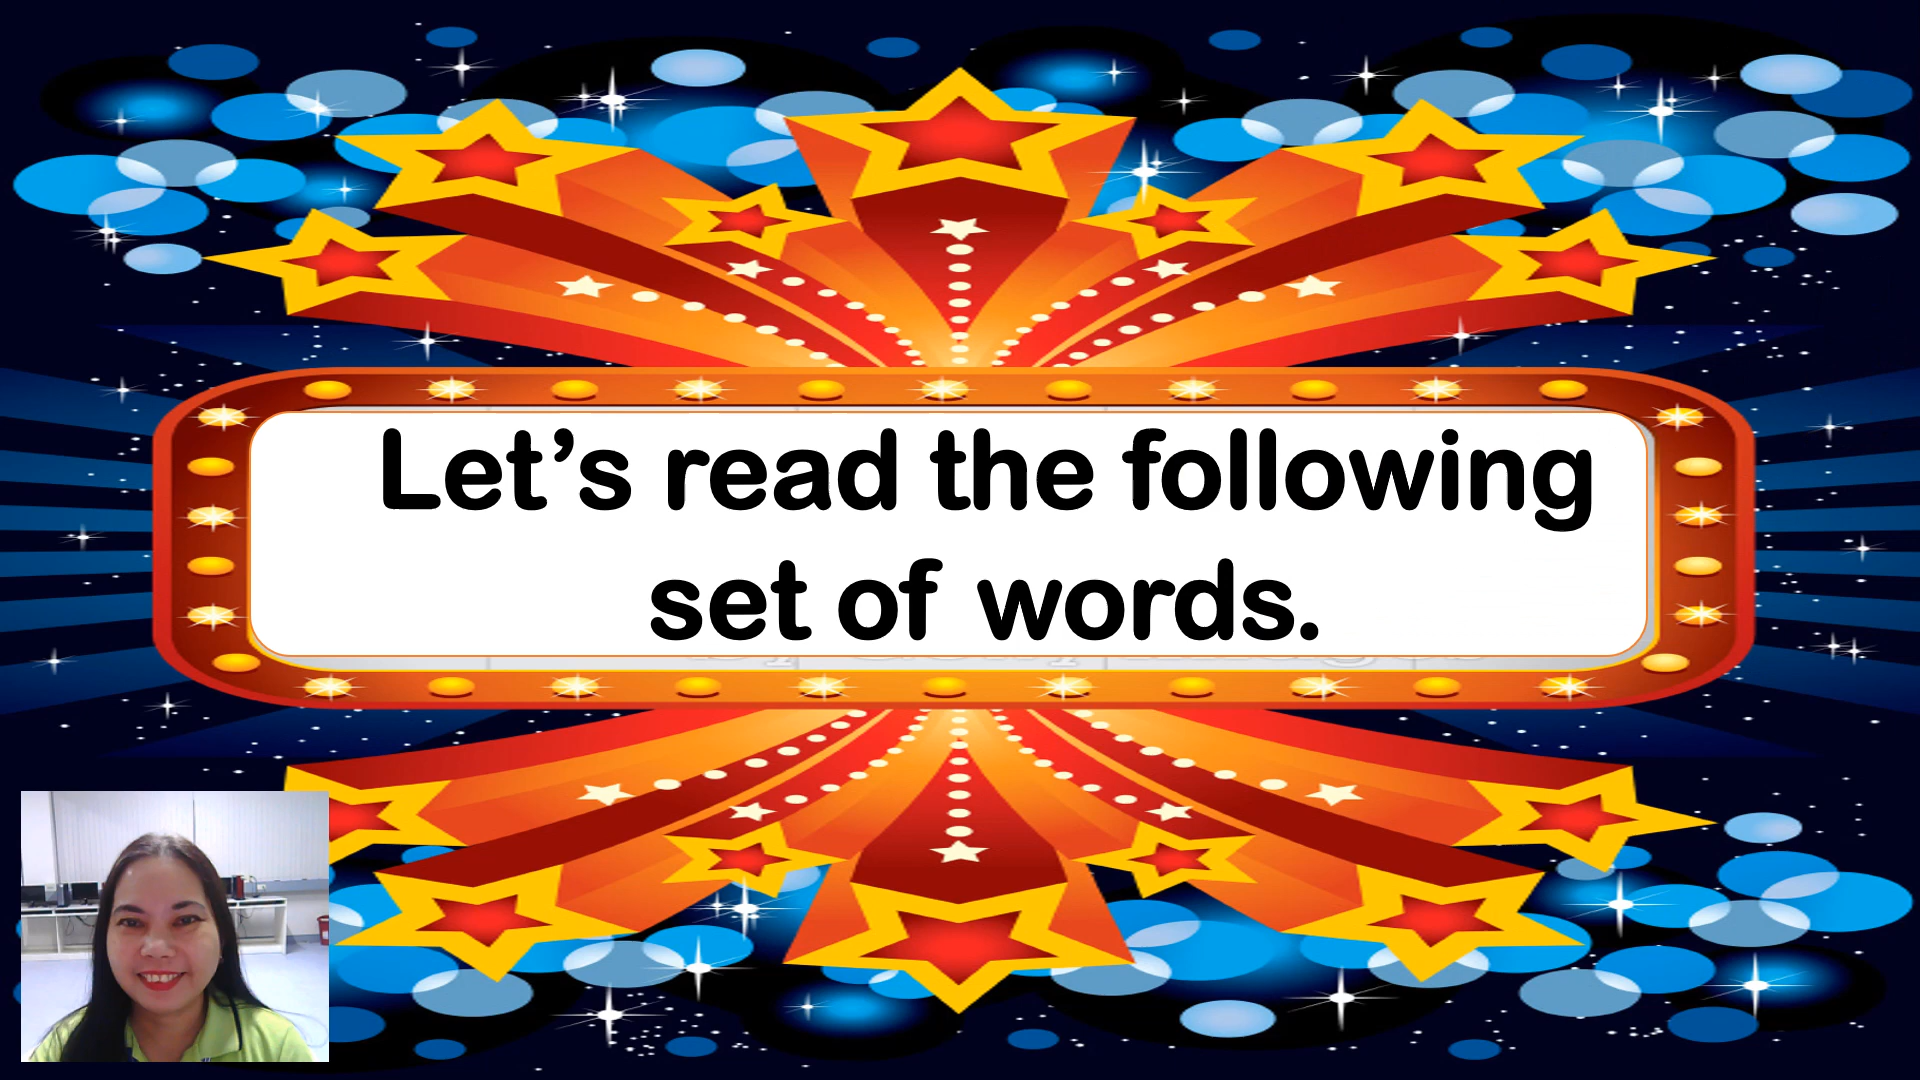 Let’s read the following
set of words.